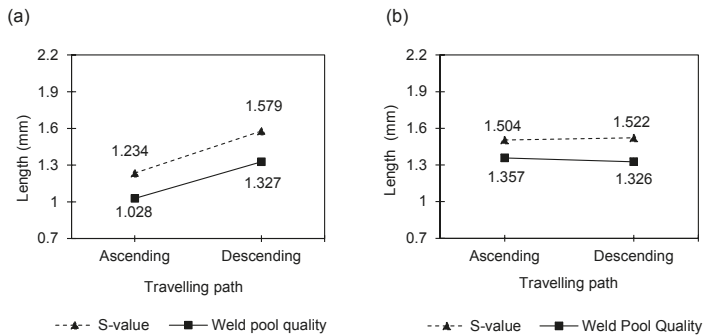 (a)
2.2
1.9
1.6
1.3
1
0.7
Length (mm)
1.234
1.579
1.028
1.327
Ascending Descending
Travelling path
S-value Weld pool quality
(b)
2.2
1.9
1.6
1.3
1
0.7
Length (mm)
1.504
1.522
1.357
1.326
Ascending Descending
Travelling path
S-value Weld Pool Quality